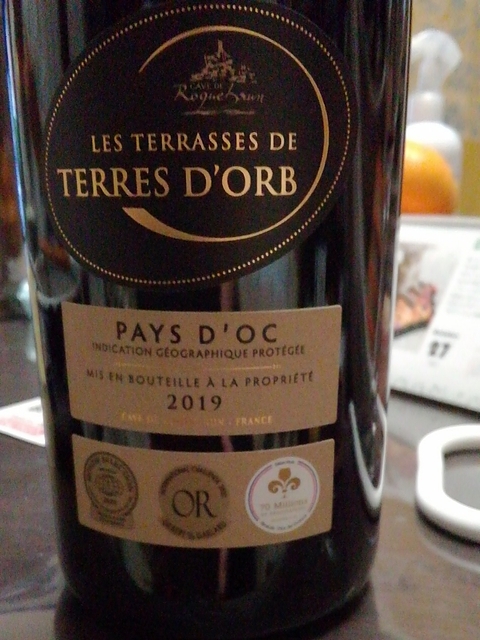 CAVE DE
Roquebrun
LES TERRASSES DE
TERRES D'ORB
PAYS D'OC
INDICATION GÉOGRAPHIQUE PROTÉGÉE
MIS EN BOUTEILLE À LA PROPRIÉTÉ
2019
FRANCE
OR